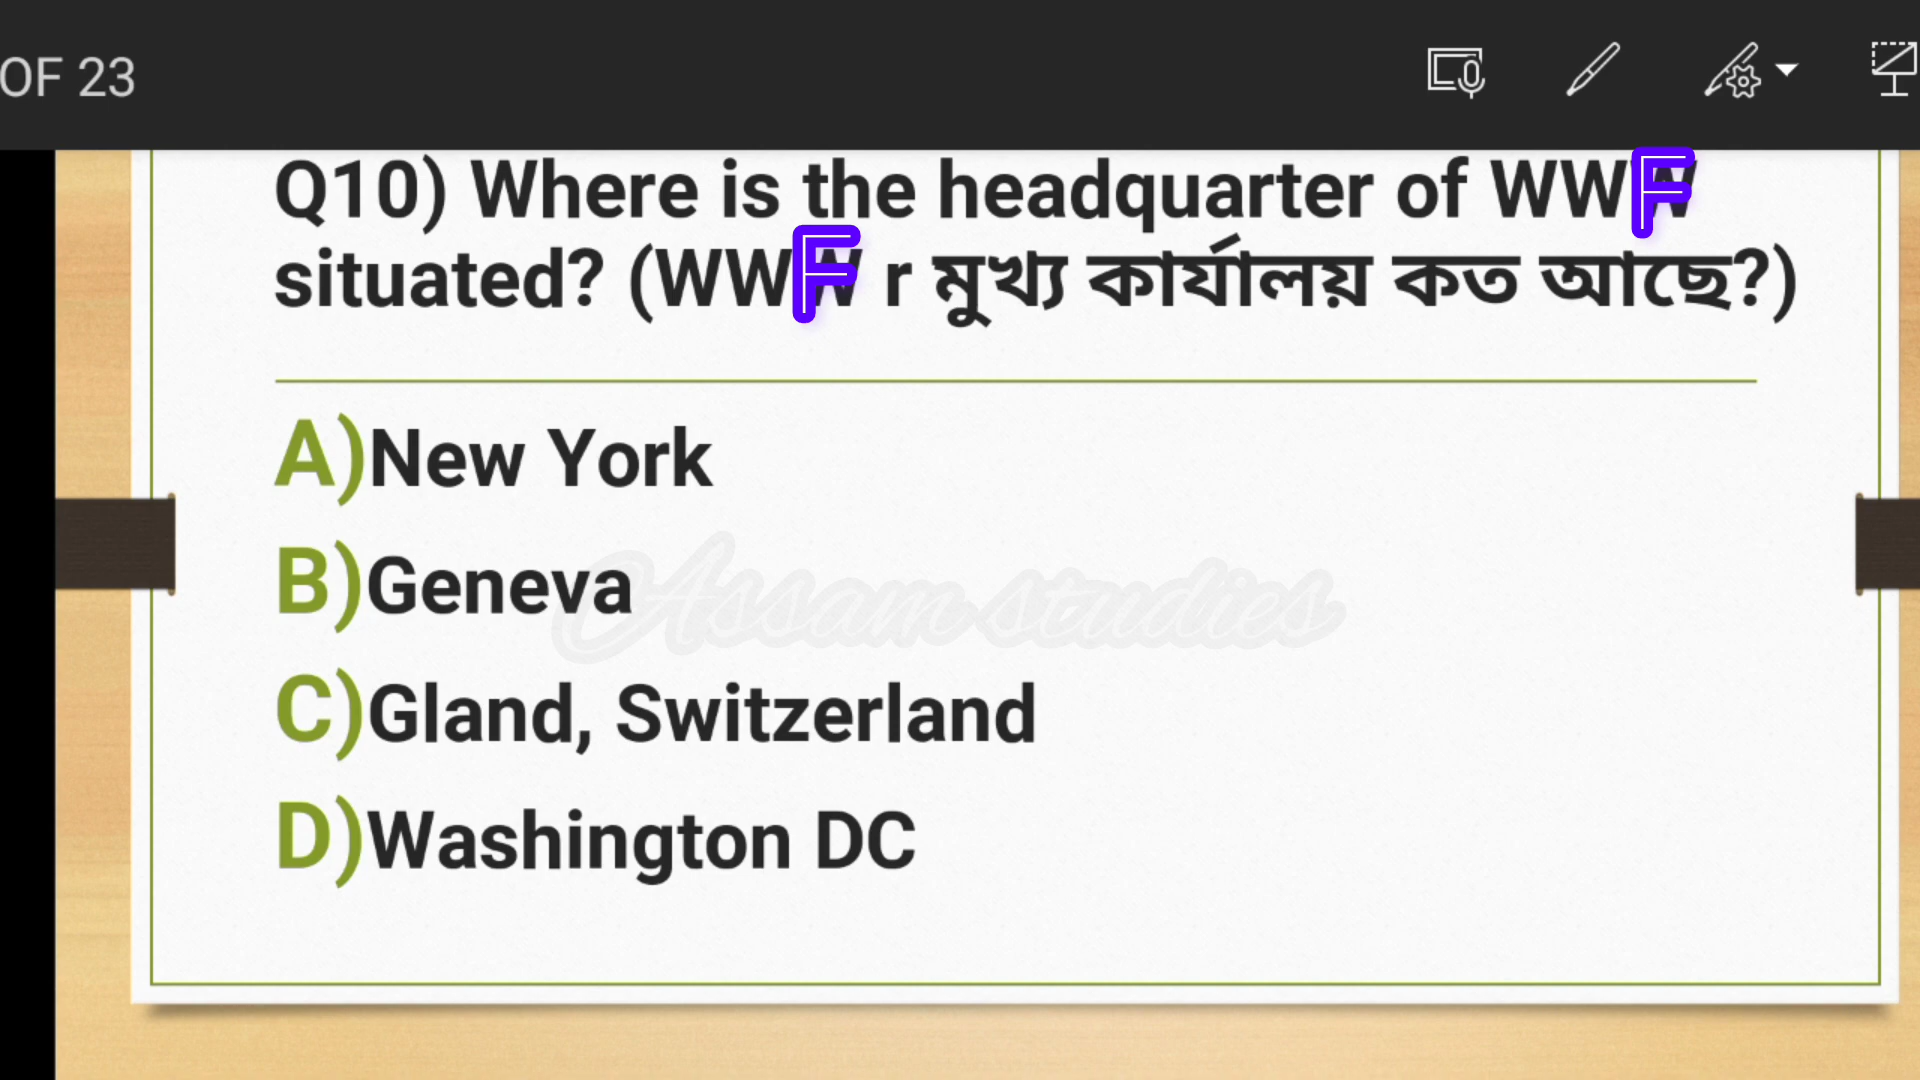 OF 23
Q10) Where is the headquarter of WWF
situated? (WWF r মুখ্য কাৰ্যালয় কত আছে?)
A)New York
B)Geneva
Assam studies
C)Gland, Switzerland
D)Washington DC